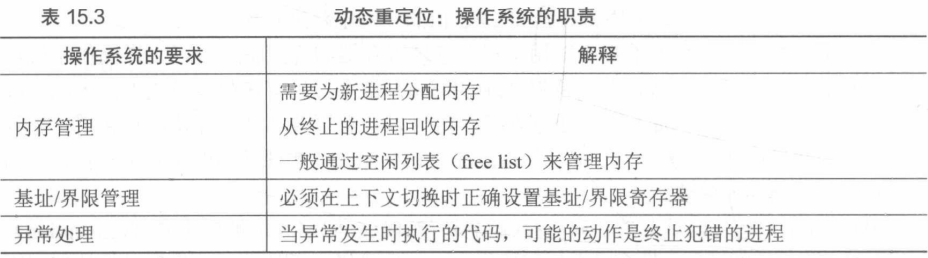 表 15.3 动态重定位：操作系统的职责
操作系统的要求 解释
内存管理 需要为新进程分配内存
从终止的进程回收内存
一般通过空闲列表（free list）来管理内存
基址/界限管理 必须在上下文切换时正确设置基址/界限寄存器
异常处理 当异常发生时执行的代码，可能的动作是终止犯错的进程